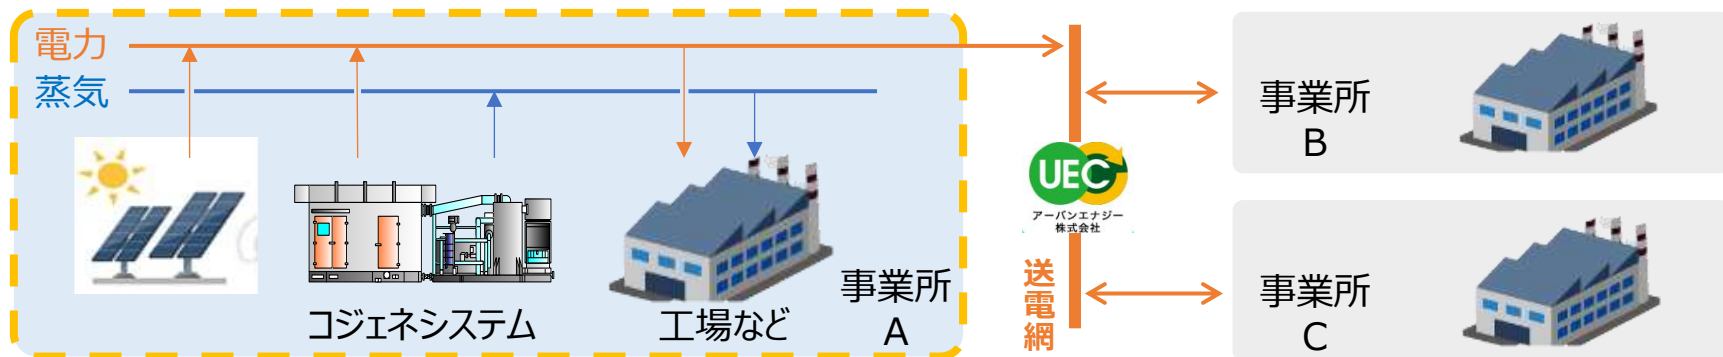 電力
蒸気
コジェネシステム
工場など
事業所
A
UEC
アーバンエナジー
株式会社
送電網
事業所
B
事業所
C